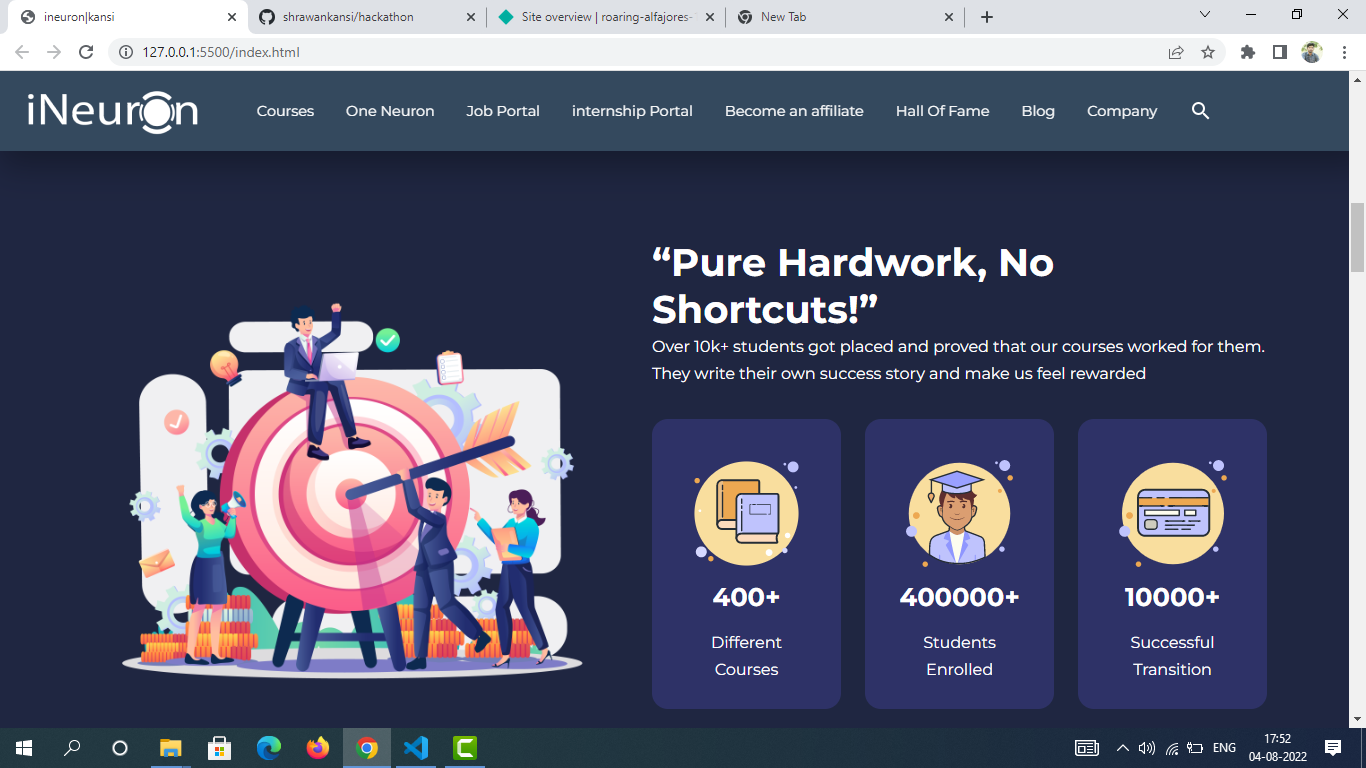 ineuron|kansi
shrawankansi/hackathon
Site overview | roaring-alfajores-
New Tab
127.0.0.1:5500/index.html
iNeuron
Courses
One Neuron
Job Portal
internship Portal
Become an affiliate
Hall Of Fame
Blog
Company
“Pure Hardwork, No
Shortcuts!”
Over 10k+ students got placed and proved that our courses worked for them.
They write their own success story and make us feel rewarded
400+
Different
Courses
400000+
Students
Enrolled
10000+
Successful
Transition
ENG
17:52
04-08-2022